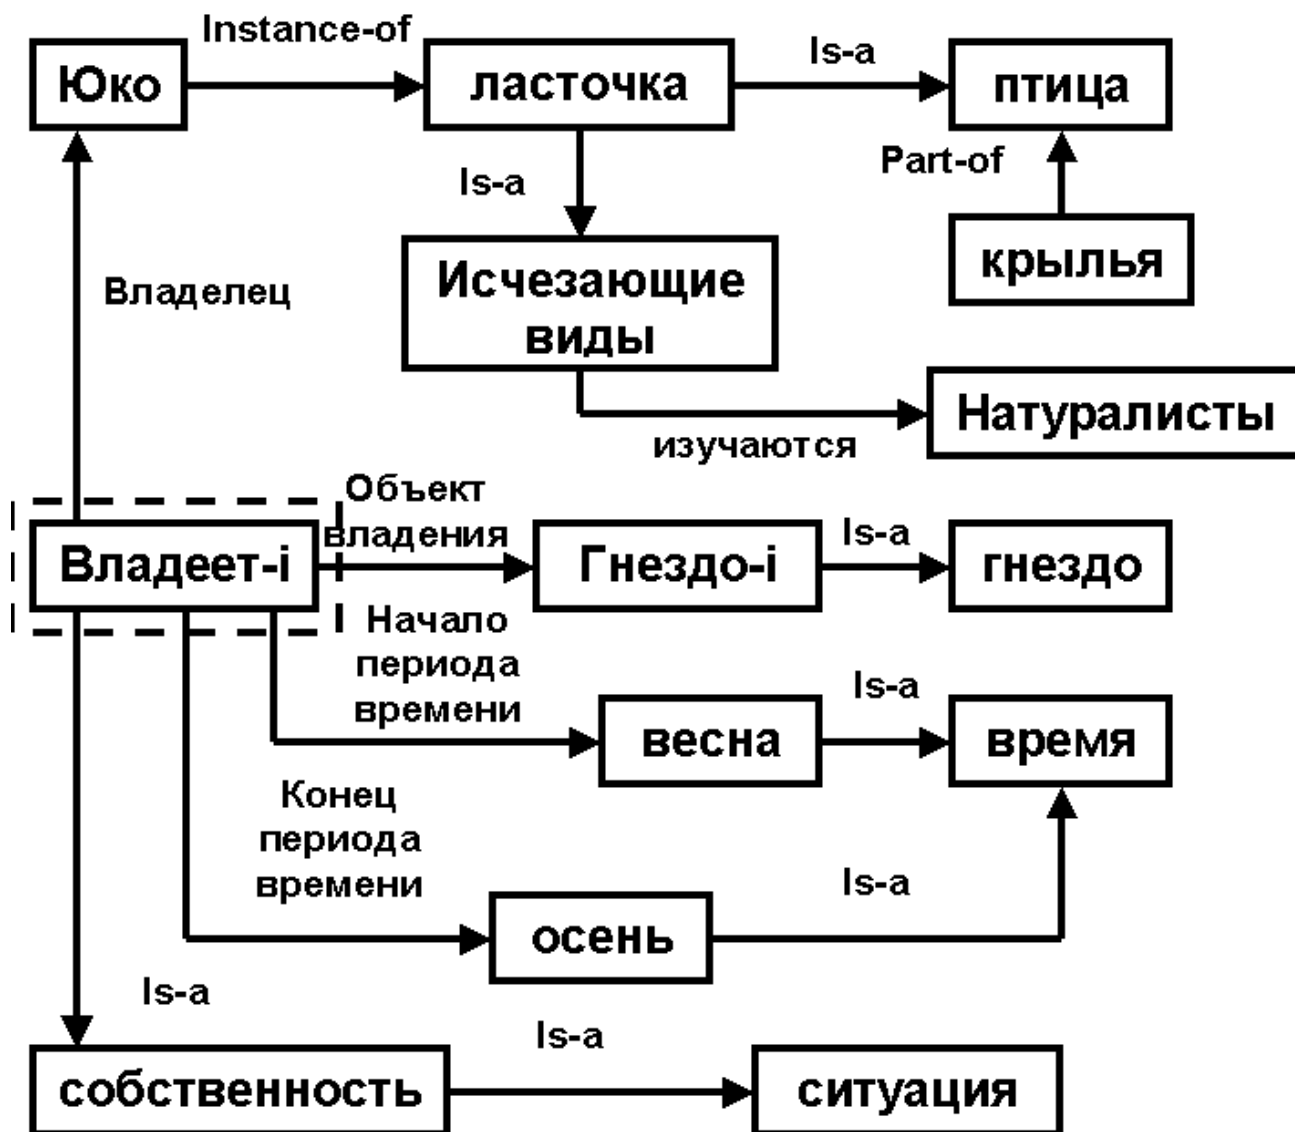 Instance-of
Юко
ласточка
Is-a
птица
Is-a
Part-of
крылья
Владелец
Исчезающие
виды
изучаются
Натуралисты
Объект
владения
Владеет-i
Гнездо-i
Is-a
гнездо
Начало
периода
времени
весна
Is-a
время
Конец
периода
времени
осень
Is-a
Is-a
собственность
Is-a
ситуация